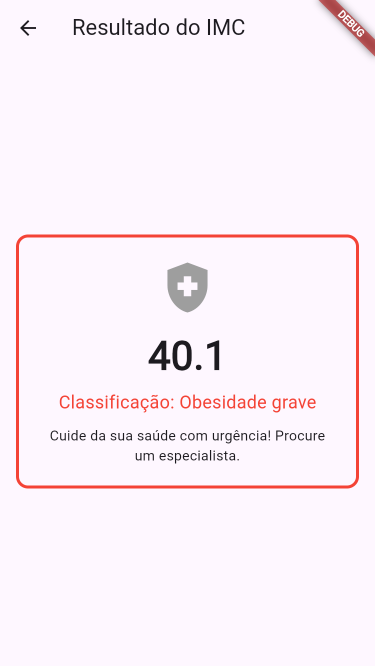 Resultado do IMC
DEBUG
40.1
Classificação: Obesidade grave
Cuide da sua saúde com urgência! Procure
um especialista.